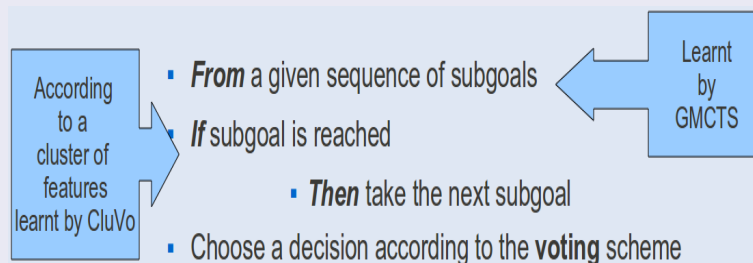 According
to a
cluster of
features
learnt by CluVo
▪ From a given sequence of subgoals
▪ If subgoal is reached
▪ Then take the next subgoal
▪ Choose a decision according to the voting scheme
Learnt
by
GMCTS